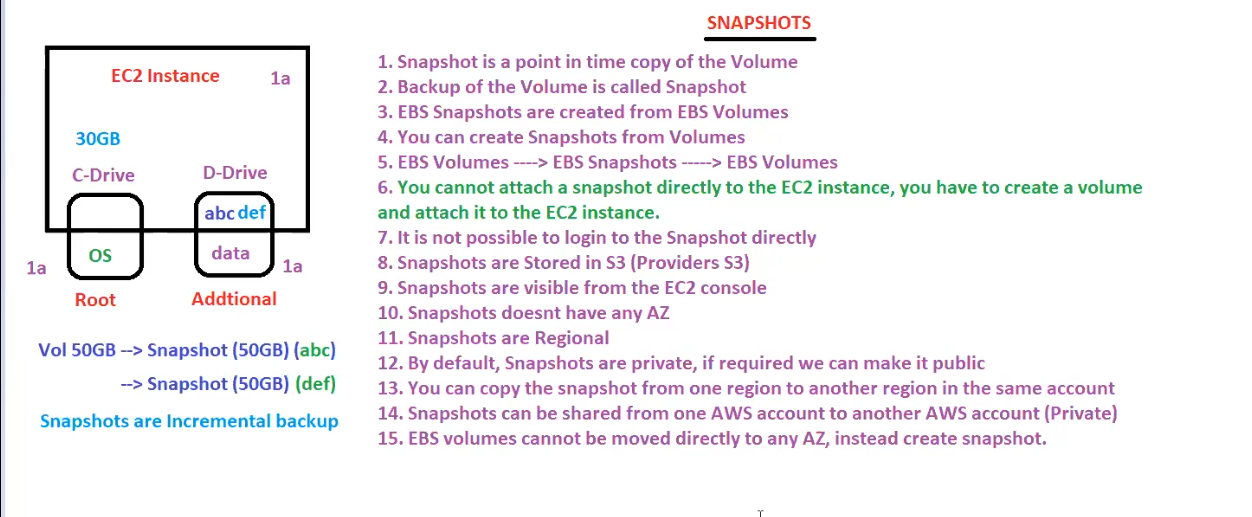 SNAPSHOTS
EC2 Instance 1a
30GB
C-Drive D-Drive
abc def
OS data
1a 1a
Root Addtional
Vol 50GB --> Snapshot (50GB) (abc)
--> Snapshot (50GB) (def)
Snapshots are Incremental backup
1. Snapshot is a point in time copy of the Volume
2. Backup of the Volume is called Snapshot
3. EBS Snapshots are created from EBS Volumes
4. You can create Snapshots from Volumes
5. EBS Volumes ----> EBS Snapshots -----> EBS Volumes
6. You cannot attach a snapshot directly to the EC2 instance, you have to create a volume
and attach it to the EC2 instance.
7. It is not possible to login to the Snapshot directly
8. Snapshots are Stored in S3 (Providers S3)
9. Snapshots are visible from the EC2 console
10. Snapshots doesnt have any AZ
11. Snapshots are Regional
12. By default, Snapshots are private, if required we can make it public
13. You can copy the snapshot from one region to another region in the same account
14. Snapshots can be shared from one AWS account to another AWS account (Private)
15. EBS volumes cannot be moved directly to any AZ, instead create snapshot.